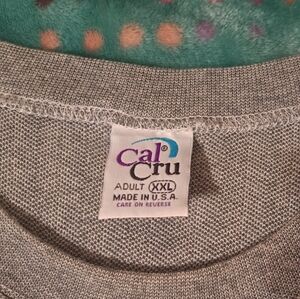 Cal®
Cru
ADULT XXL
MADE IN U.S.A.
CARE ON REVERSE